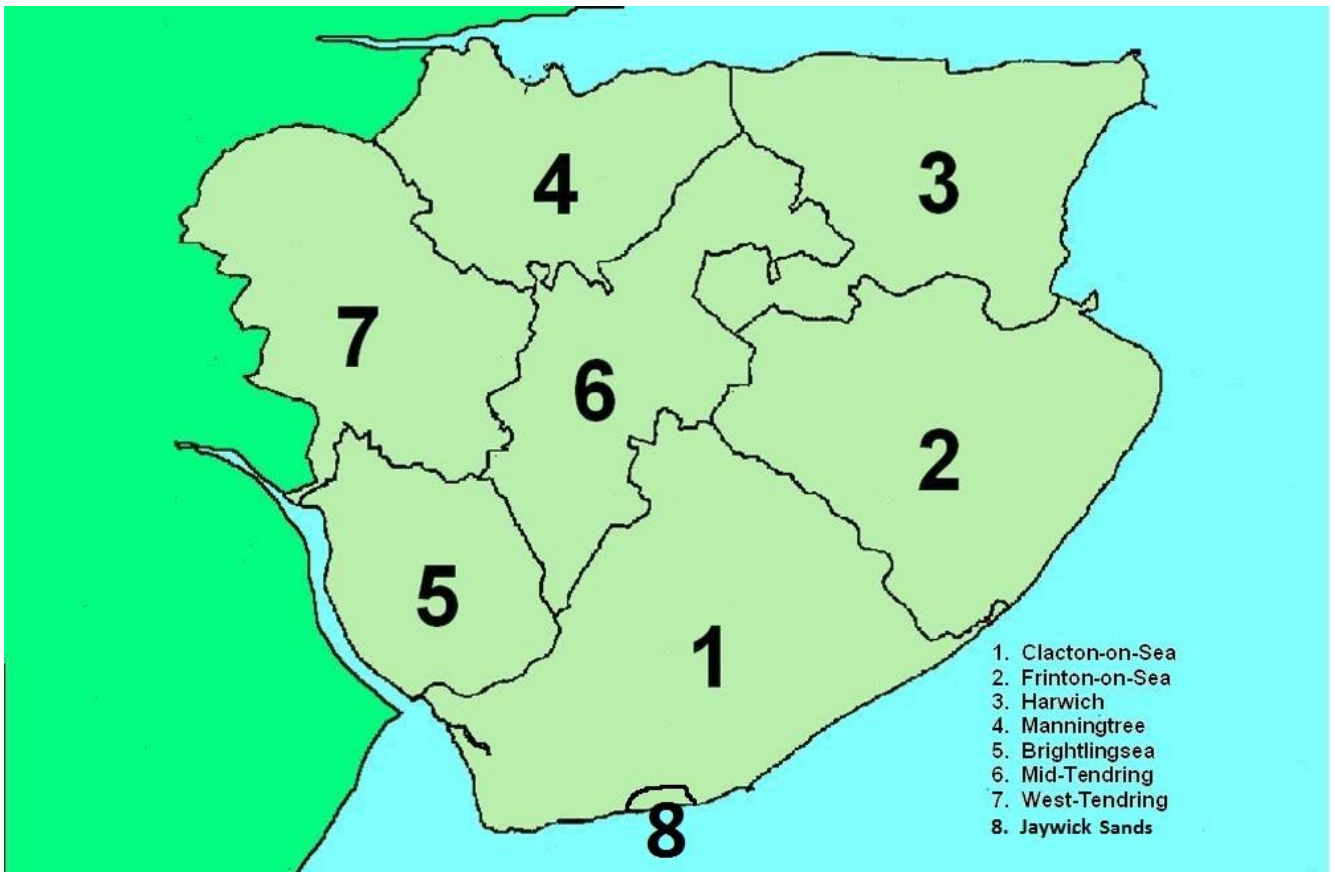 4
3
7
6
2
5
1
8
1. Clacton-on-Sea
2. Frinton-on-Sea
3. Harwich
4. Manningtree
5. Brightlingsea
6. Mid-Tendring
7. West-Tendring
8. Jaywick Sands